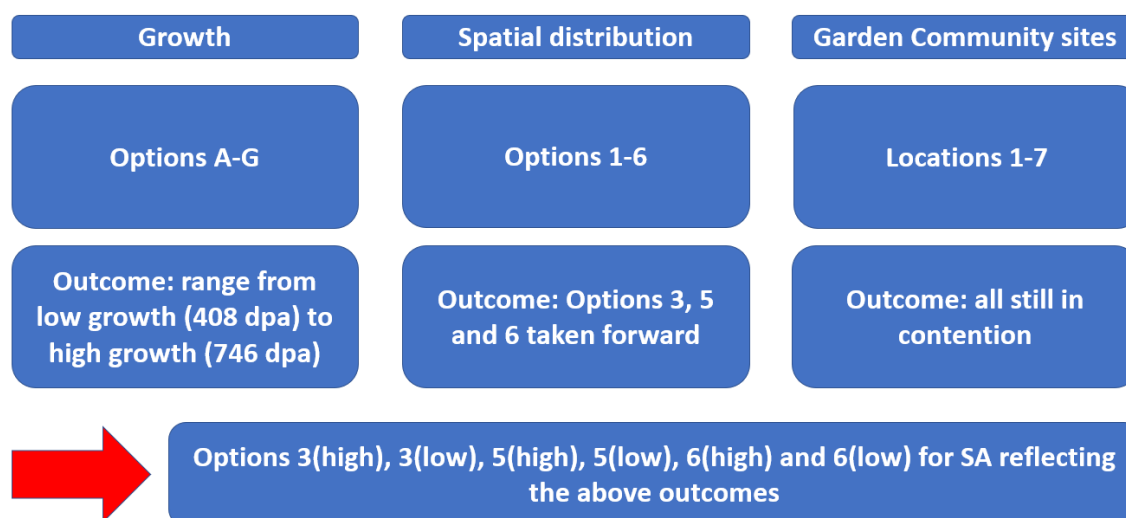 Growth
Spatial distribution
Garden Community sites
Options A-G
Options 1-6
Locations 1-7
Outcome: range from
low growth (408 dpa) to
high growth (746 dpa)
Outcome: Options 3, 5
and 6 taken forward
Outcome: all still in
contention
Options 3(high), 3(low), 5(high), 5(low), 6(high) and 6(low) for SA reflecting
the above outcomes